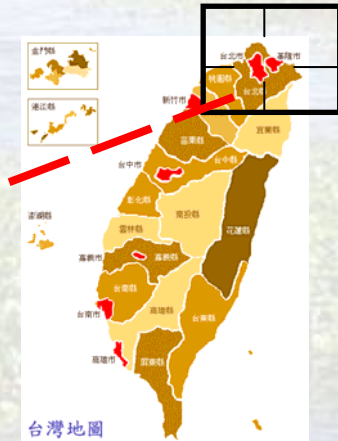 金門縣
連江縣
澎湖縣
台北市
基隆市
桃園縣
台北縣
新竹市
宜蘭縣
苗栗縣
台中市
台中縣
彰化縣
南投縣
花蓮縣
雲林縣
嘉義市
嘉義縣
台南縣
台南市
高雄縣
台東縣
高雄市
屏東縣
台灣地圖